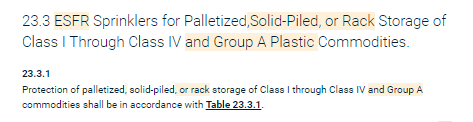 23.3 ESFR Sprinklers for Palletized,Solid-Piled, or Rack Storage of
Class I Through Class IV and Group A Plastic Commodities.
23.3.1
Protection of palletized, solid-piled, or rack storage of Class I through Class IV and Group A
commodities shall be in accordance with Table 23.3.1.